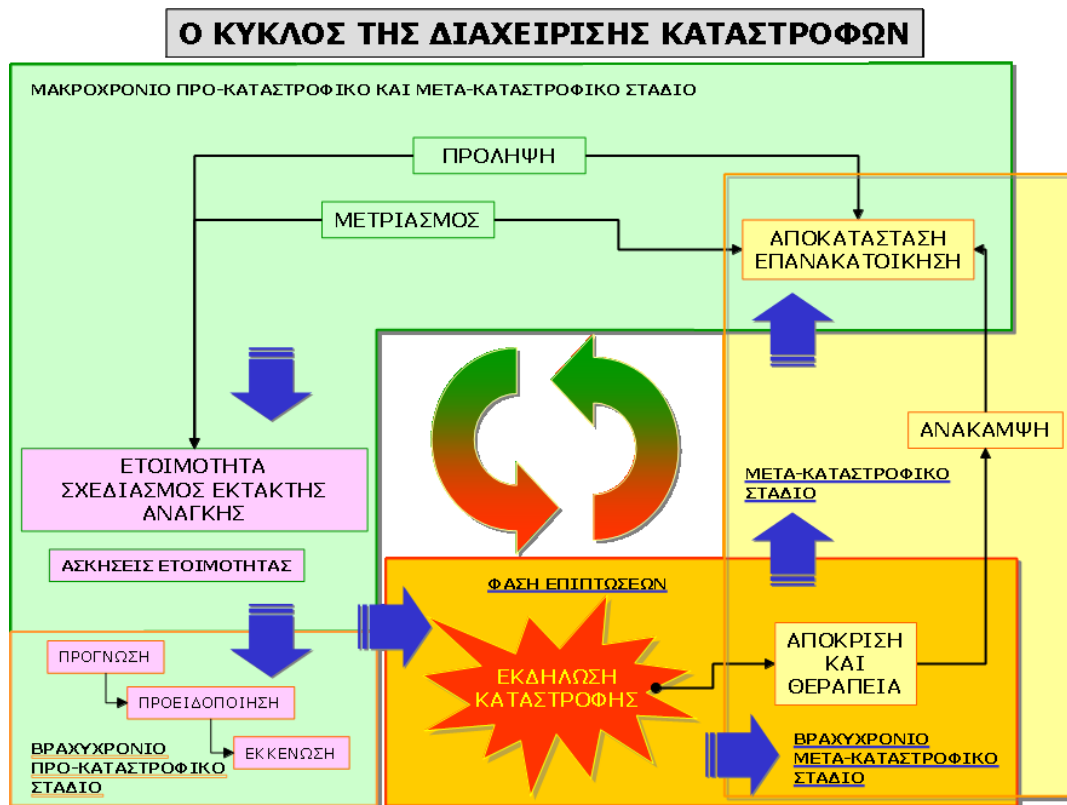 Ο ΚΥΚΛΟΣ ΤΗΣ ΔΙΑΧΕΙΡΙΣΗΣ ΚΑΤΑΣΤΡΟΦΩΝ
ΜΑΚΡΟΧΡΟΝΙΟ ΠΡΟ-ΚΑΤΑΣΤΡΟΦΙΚΟ ΚΑΙ ΜΕΤΑ-ΚΑΤΑΣΤΡΟΦΙΚΟ ΣΤΑΔΙΟ
ΠΡΟΛΗΨΗ
ΜΕΤΡΙΑΣΜΟΣ
ΑΠΟΚΑΤΑΣΤΑΣΗ
ΕΠΑΝΑΚΑΤΟΙΚΗΣΗ
ΑΝΑΚΑΜΨΗ
ΕΤΟΙΜΟΤΗΤΑ
ΣΧΕΔΙΑΣΜΟΣ ΕΚΤΑΚΤΗΣ
ΑΝΑΓΚΗΣ
ΜΕΤΑ-ΚΑΤΑΣΤΡΟΦΙΚΟ
ΣΤΑΔΙΟ
ΑΣΚΗΣΕΙΣ ΕΤΟΙΜΟΤΗΤΑΣ
ΦΑΣΗ ΕΠΙΠΤΩΣΕΩΝ
ΠΡΟΓΝΩΣΗ
ΠΡΟΕΙΔΟΠΟΙΗΣΗ
ΕΚΚΕΝΩΣΗ
ΒΡΑΧΥΧΡΟΝΙΟ
ΠΡΟ-ΚΑΤΑΣΤΡΟΦΙΚΟ
ΣΤΑΔΙΟ
ΕΚΔΗΛΩΣΗ
ΚΑΤΑΣΤΡΟΦΗΣ
ΑΠΟΚΡΙΣΗ
ΚΑΙ
ΘΕΡΑΠΕΙΑ
ΒΡΑΧΥΧΡΟΝΙΟ
ΜΕΤΑ-ΚΑΤΑΣΤΡΟΦΙΚΟ
ΣΤΑΔΙΟ